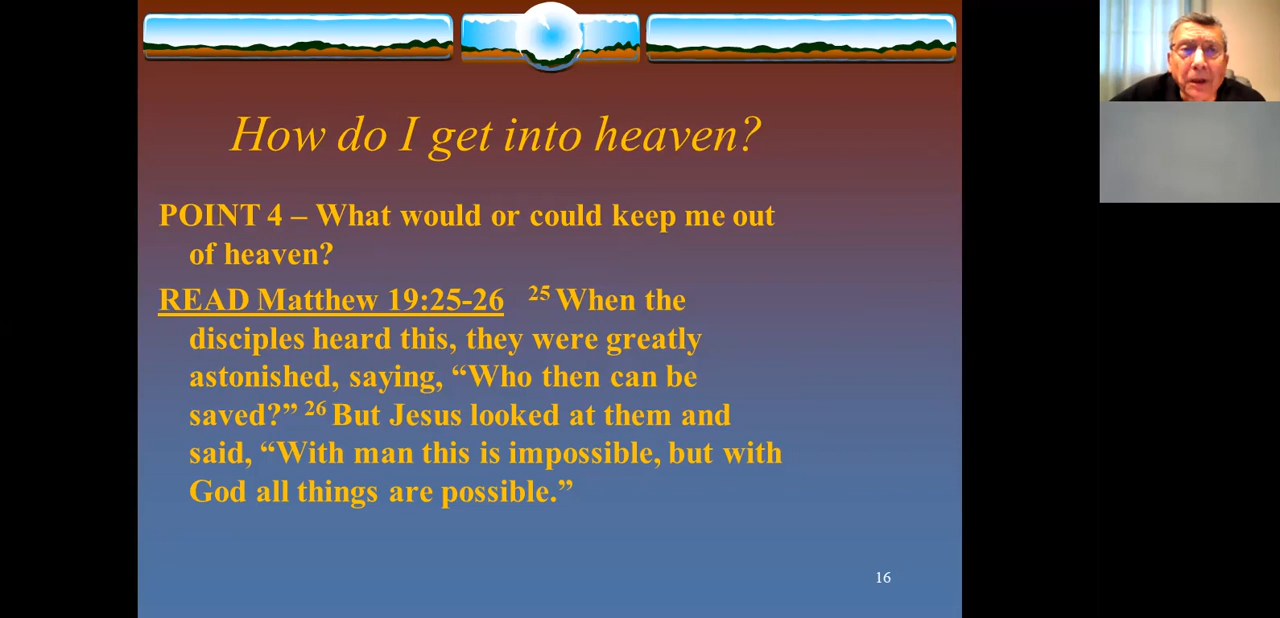 How do I get into heaven?
POINT 4 – What would or could keep me out
of heaven?
READ Matthew 19:25-26 25 When the
disciples heard this, they were greatly
astonished, saying, “Who then can be
saved?” 26 But Jesus looked at them and
said, “With man this is impossible, but with
God all things are possible.”
16